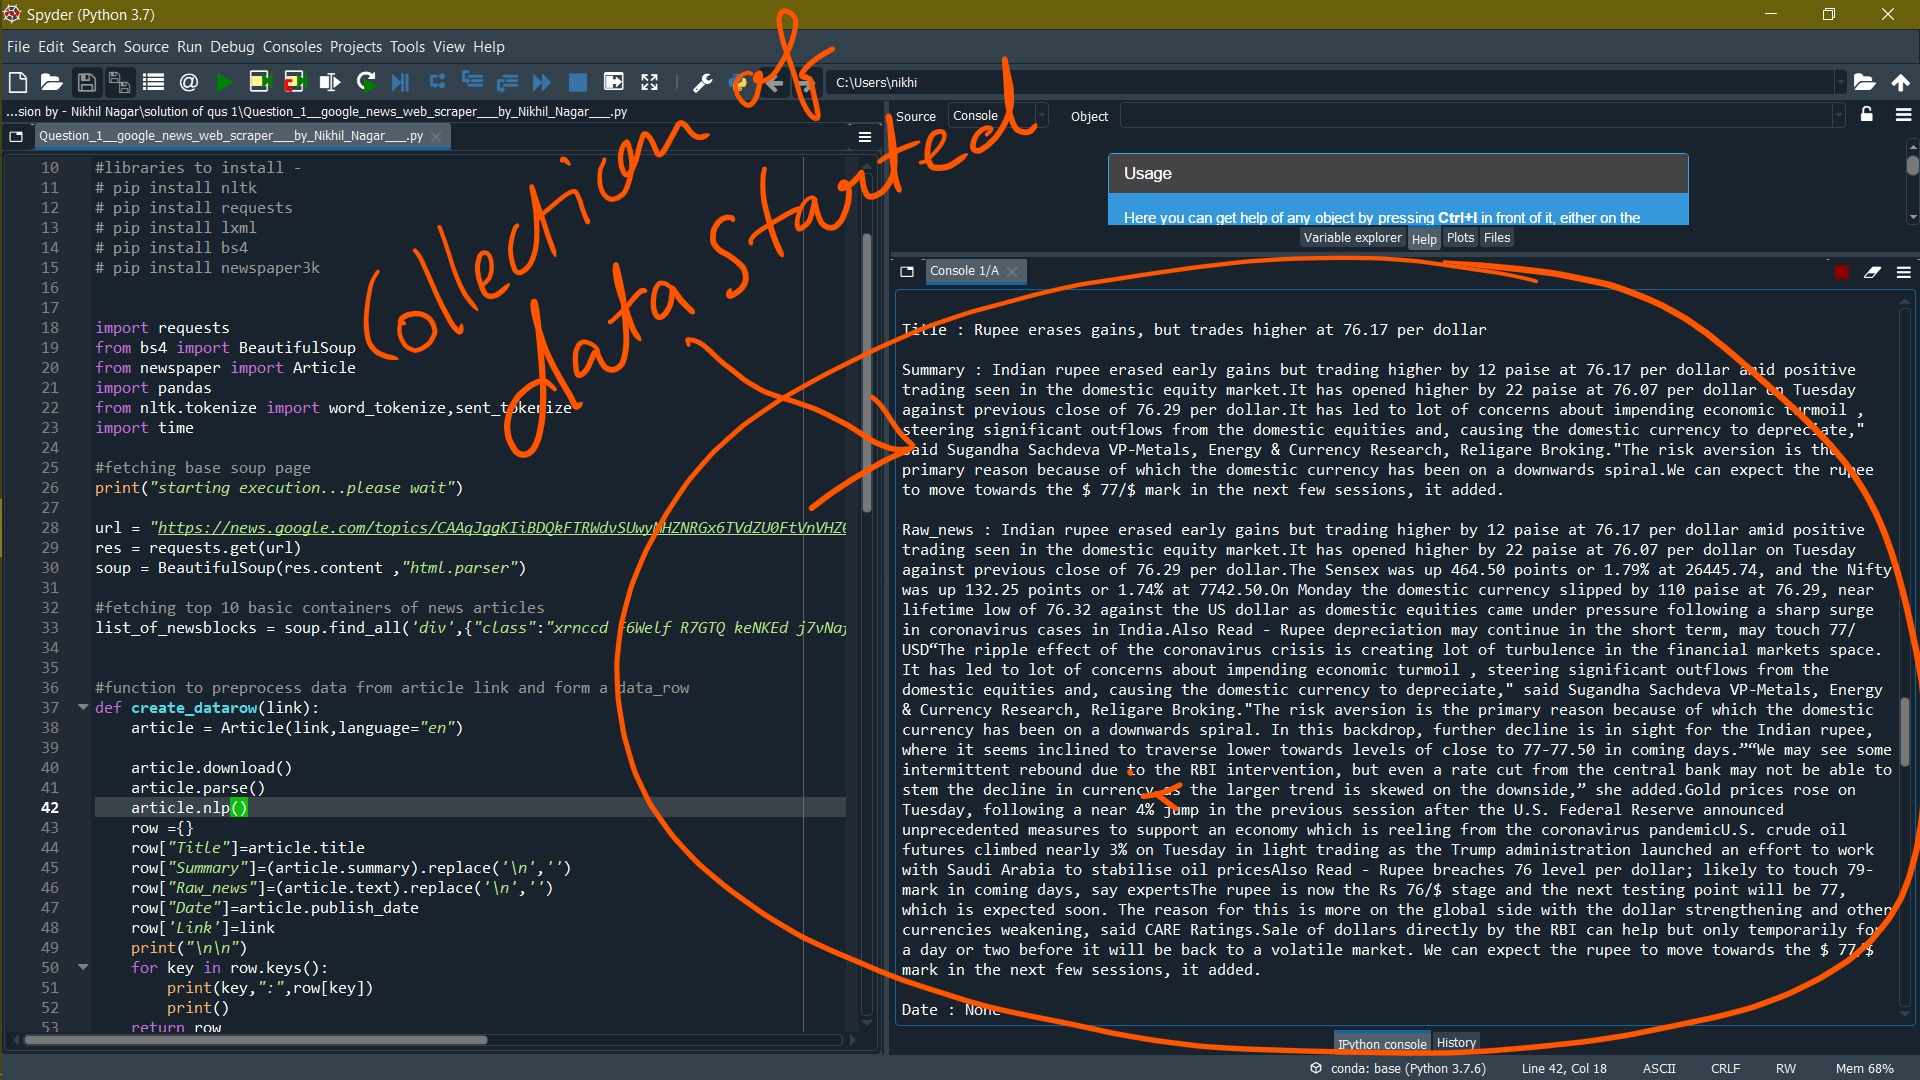 Spyder (Python 3.7)
File Edit Search Source Run Debug Consoles Projects Tools View Help
C:\Users\nikhi
...sion by - Nikhil Nagar\solution of qus 1\Question_1__google_news_web_scraper___by_Nikhil_Nagar____.py
Question_1__google_news_web_scraper___by_Nikhil_Nagar____.py
Collection of
data started
10 #libraries to install -
11 # pip install nltk
12 # pip install requests
13 # pip install lxml
14 # pip install bs4
15 # pip install newspaper3k
16
17
18 import requests
19 from bs4 import BeautifulSoup
20 from newspaper import Article
21 import pandas
22 from nltk.tokenize import word_tokenize,sent_tokenize
23 import time
24
25 #fetching base soup page
26 print("starting execution...please wait")
27
28 url = "https://news.google.com/topics/
29 res = requests.get(url)
30 soup = BeautifulSoup(res.content ,"html.parser")
31
32 #fetching top 10 basic containers of news articles
33 list_of_newsblocks = soup.find_all('div',{"class":"xrnccd F6Welf R7GTQ keNKEd
34
35
36 #function to preprocess data from article link and form a data_row
37 def create_datarow(link):
38 article = Article(link,language="en")
39
40 article.download()
41 article.parse()
42 article.nlp()
43 row ={}
44 row["Title"]=article.title
45 row["Summary"]=(article.summary).replace('\n','')
46 row["Raw_news"]=(article.text).replace('\n','')
47 row["Date"]=article.publish_date
48 row['Link']=link
49 print("\n\n")
50 for key in row.keys():
51 print(key,":",row[key])
52 print()
53 return row
Source Console Object
Usage
Here you can get help of any object by pressing Ctrl+I in front of it, either on the
Variable explorer Help Plots Files
Console 1/A
Title : Rupee erases gains, but trades higher at 76.17 per dollar
Summary : Indian rupee erased early gains but trading higher by 12 paise at 76.17 per dollar amid positive
trading seen in the domestic equity market.It has opened higher by 22 paise at 76.07 per dollar on Tuesday
against previous close of 76.29 per dollar.It has led to lot of concerns about impending economic turmoil ,
steering significant outflows from the domestic equities and, causing the domestic currency to depreciate,"
said Sugandha Sachdeva VP-Metals, Energy & Currency Research, Religare Broking."The risk aversion is the
primary reason because of which the domestic currency has been on a downwards spiral.We can expect the rupee
to move towards the $ 77/$ mark in the next few sessions, it added.
Raw_news : Indian rupee erased early gains but trading higher by 12 paise at 76.17 per dollar amid positive
trading seen in the domestic equity market.It has opened higher by 22 paise at 76.07 per dollar on Tuesday
against previous close of 76.29 per dollar.The Sensex was up 464.50 points or 1.79% at 26445.74, and the Nifty
was up 132.25 points or 1.74% at 7742.50.On Monday the domestic currency slipped by 110 paise at 76.29, near
lifetime low of 76.32 against the US dollar as domestic equities came under pressure following a sharp surge
in coronavirus cases in India.Also Read - Rupee depreciation may continue in the short term, may touch 77/
USD“The ripple effect of the coronavirus crisis is creating lot of turbulence in the financial markets space.
It has led to lot of concerns about impending economic turmoil , steering significant outflows from the
domestic equities and, causing the domestic currency to depreciate," said Sugandha Sachdeva VP-Metals, Energy
& Currency Research, Religare Broking."The risk aversion is the primary reason because of which the domestic
currency has been on a downwards spiral. In this backdrop, further decline is in sight for the Indian rupee,
where it seems inclined to traverse lower towards levels of close to 77-77.50 in coming days.”“We may see some
intermittent rebound due to the RBI intervention, but even a rate cut from the central bank may not be able to
stem the decline in currency as the larger trend is skewed on the downside,” she added.Gold prices rose on
Tuesday, following a near 4% jump in the previous session after the U.S. Federal Reserve announced
unprecedented measures to support an economy which is reeling from the coronavirus pandemicU.S. crude oil
futures climbed nearly 3% on Tuesday in light trading as the Trump administration launched an effort to work
with Saudi Arabia to stabilise oil pricesAlso Read - Rupee breaches 76 level per dollar; likely to touch 79-
mark in coming days, say expertsThe rupee is now the Rs 76/$ stage and the next testing point will be 77,
which is expected soon. The reason for this is more on the global side with the dollar strengthening and other
currencies weakening, said CARE Ratings.Sale of dollars directly by the RBI can help but only temporarily for
a day or two before it will be back to a volatile market. We can expect the rupee to move towards the $ 77/$
mark in the next few sessions, it added.
Date : None
IPython console History
conda: base (Python 3.7.6) Line 42, Col 18 ASCII CRLF RW Mem 68%